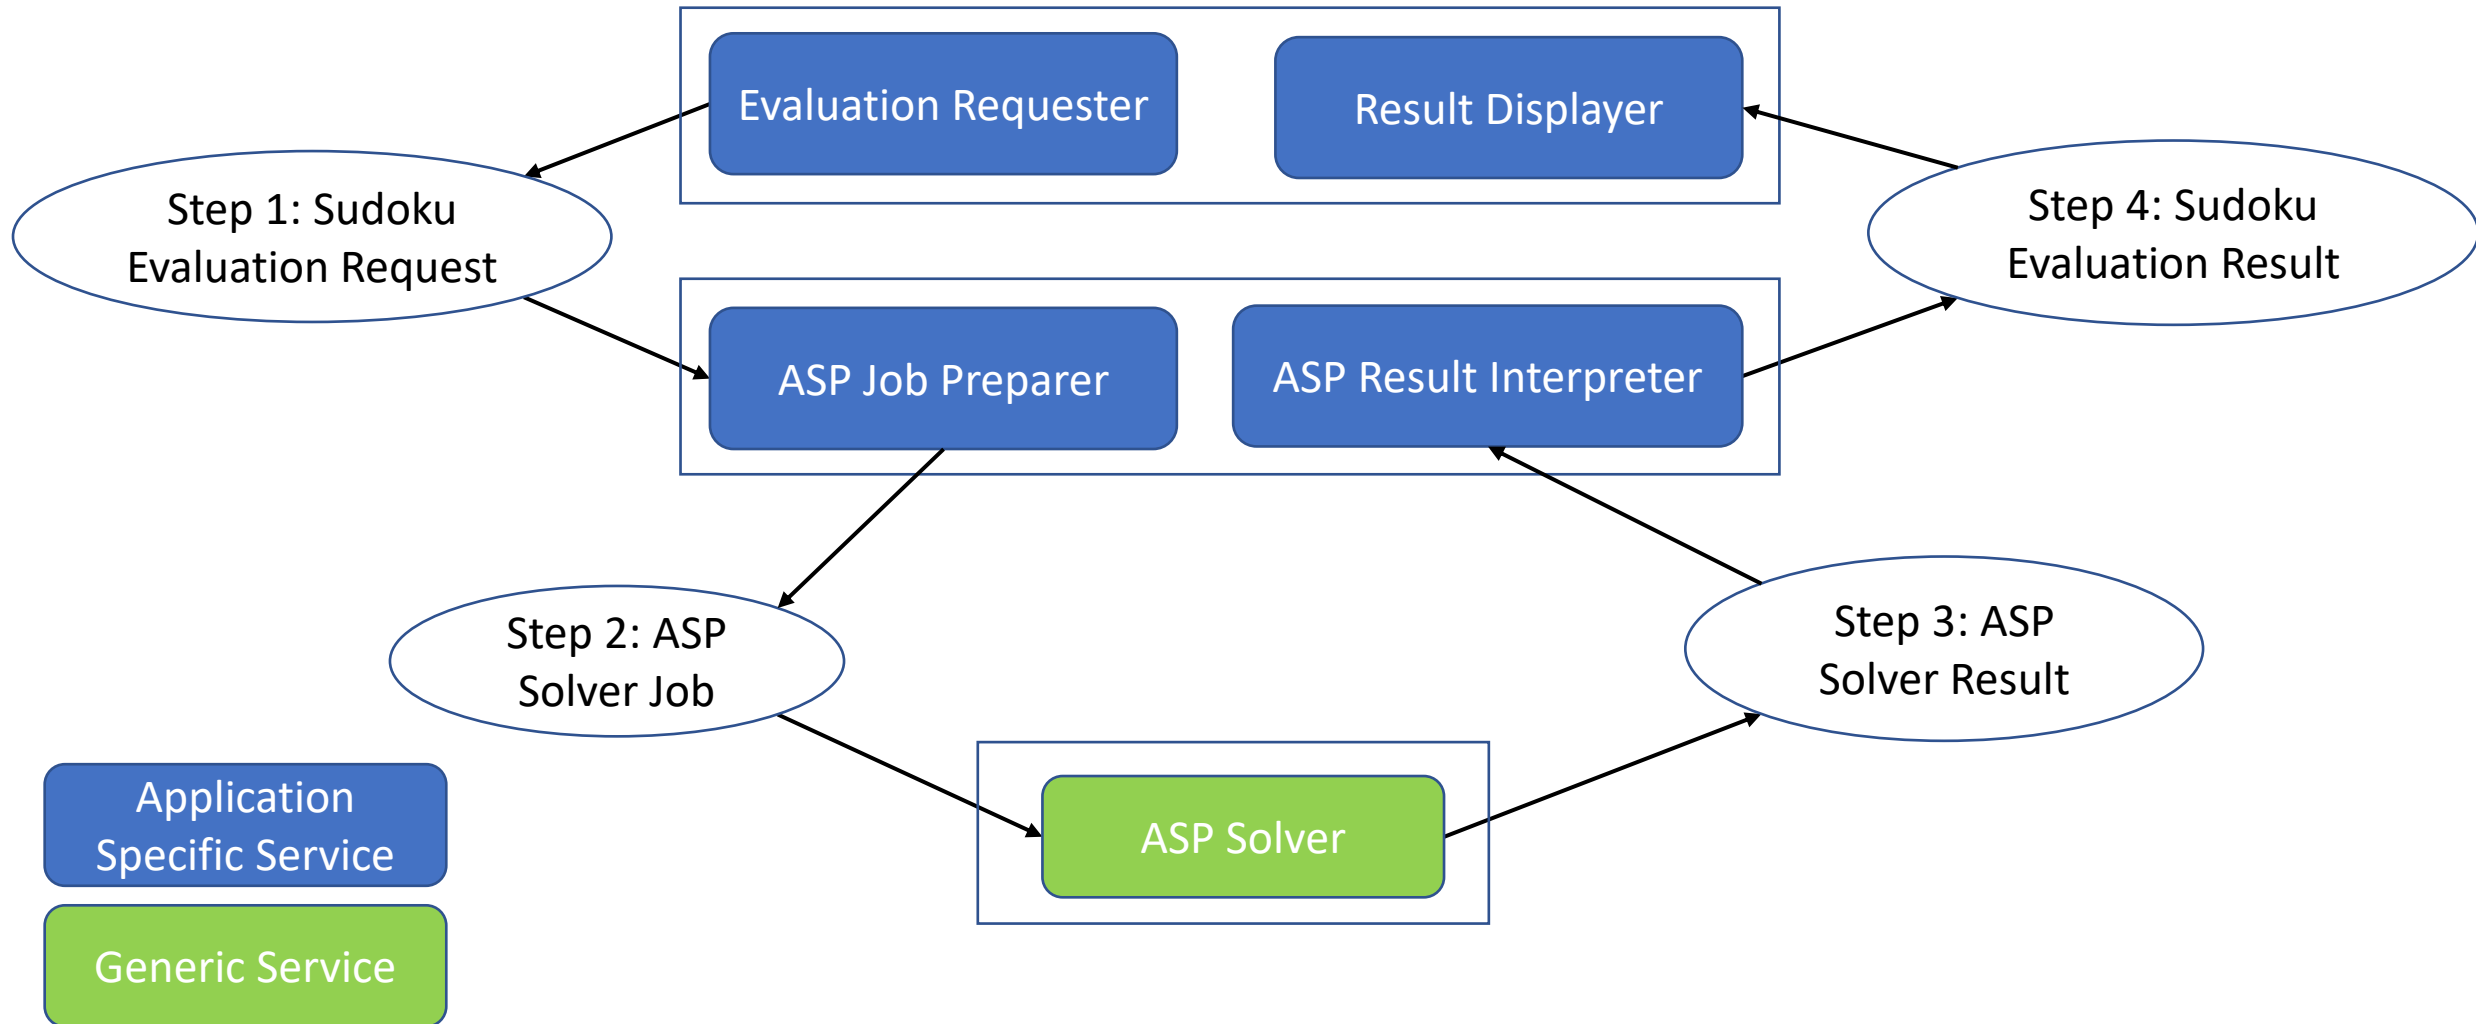 Evaluation Requester
Result Displayer
Step 1: Sudoku
Evaluation Request
Step 4: Sudoku
Evaluation Result
ASP Job Preparer
ASP Result Interpreter
Step 2: ASP
Solver Job
Step 3: ASP
Solver Result
ASP Solver
Application
Specific Service
Generic Service